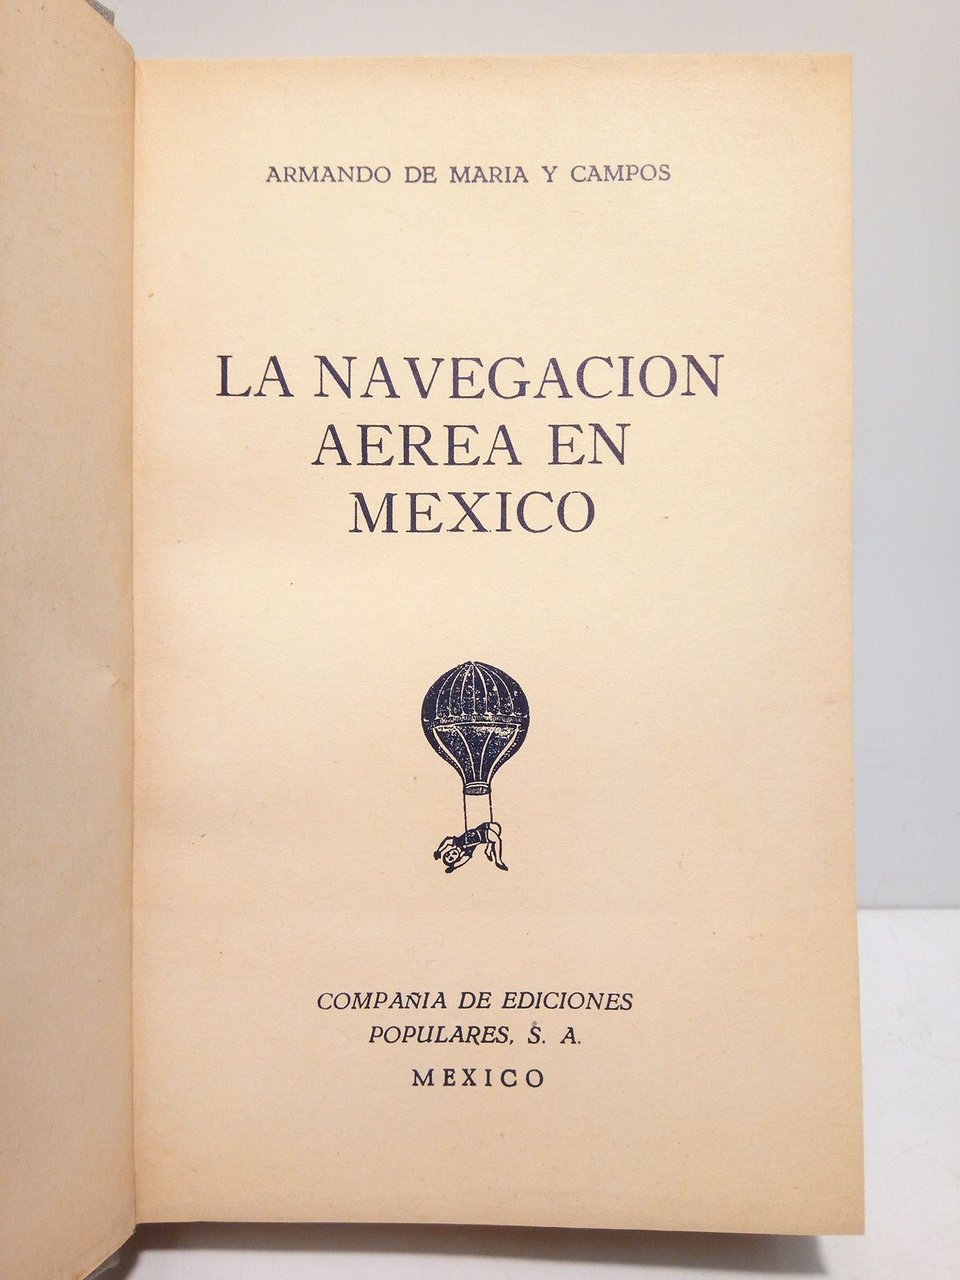 ARMANDO DE MARIA Y CAMPOS
LA NAVEGACION
AEREA EN
MEXICO
COMPAÑIA DE EDICIONES
POPULARES, S. A.
MEXICO